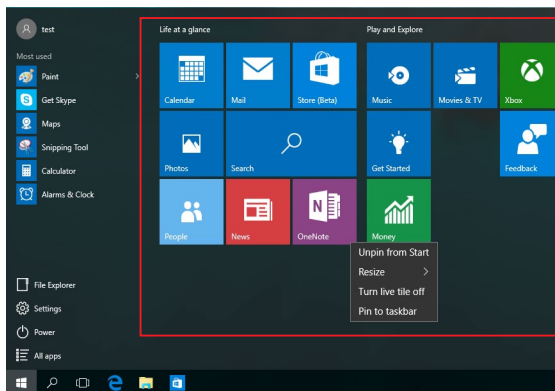 test
Most used
Paint
Get Skype
Maps
Snipping Tool
Calculator
Alarms & Clock
File Explorer
Settings
Power
All apps
Life at a glance
Play and Explore
Calendar
Mail
Store (Beta)
Music
Movies & TV
Xbox
Photos
Search
Get Started
Feedback
People
News
OneNote
Money
Unpin from Start
Resize
Turn live tile off
Pin to taskbar